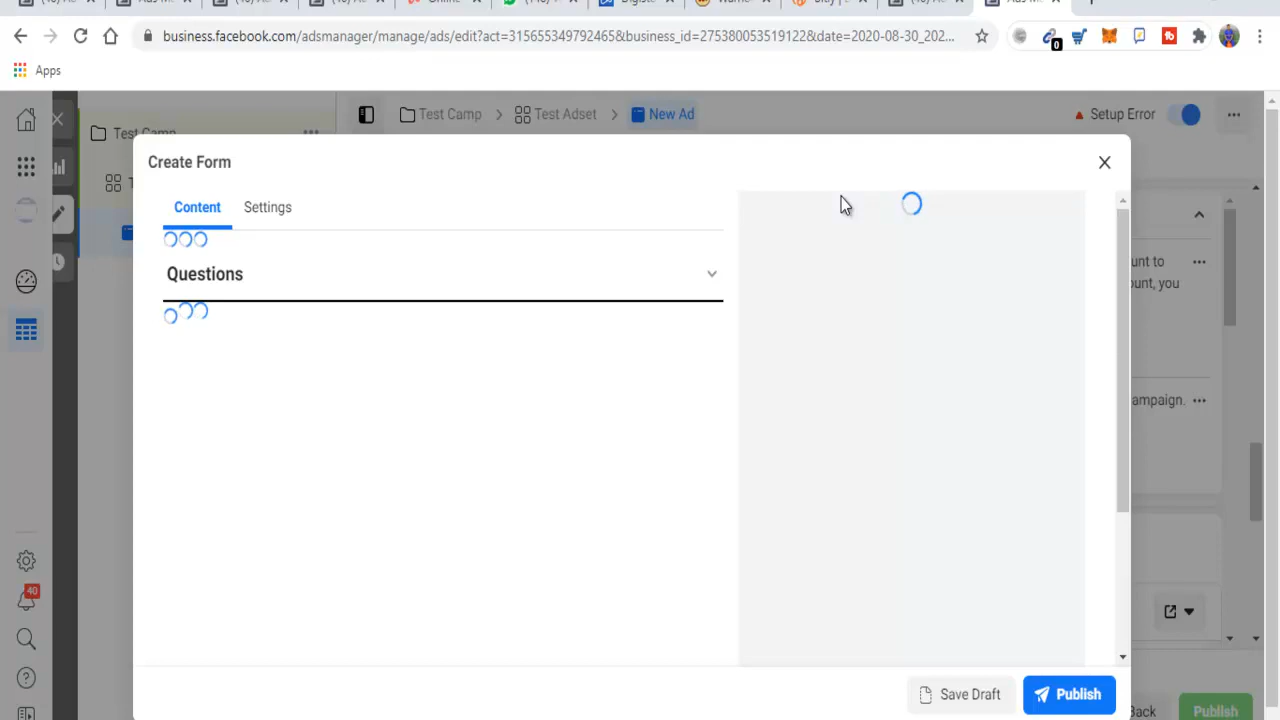 business.facebook.com/adsmanager/manage/ads/edit?act=315655349792465&business_id=275380053519122&date=2020-08-30_202...
0
Apps
Test Camp
Test Adset
New Ad
Setup Error
Test Camp
Create Form
Content
Settings
Questions
unt to
ount, you
ampaign.
40
Save Draft
Publish
Back
Publish